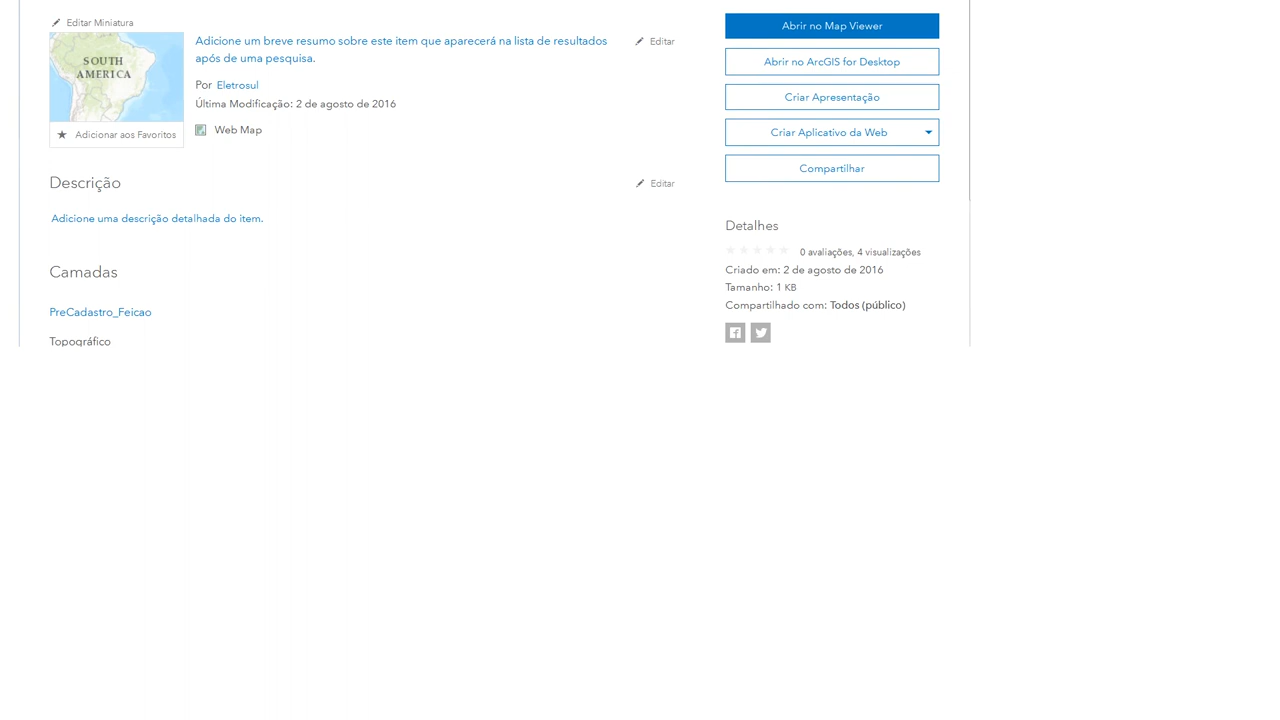 Editar Miniatura
SOUTH
AMERICA
Adicionar aos Favoritos
Adicione um breve resumo sobre este item que aparecerá na lista de resultados
após de uma pesquisa.
Editar
Por Eletrosul
Última Modificação: 2 de agosto de 2016
Web Map
Descrição
Editar
Adicione uma descrição detalhada do item.
Camadas
PreCadastro_Feicao
Topográfico
Abrir no Map Viewer
Abrir no ArcGIS for Desktop
Criar Apresentação
Criar Aplicativo da Web
Compartilhar
Detalhes
0 avaliações, 4 visualizações
Criado em: 2 de agosto de 2016
Tamanho: 1 KB
Compartilhado com: Todos (público)